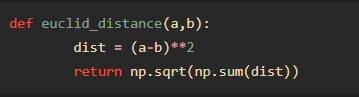 def euclid_distance(a,b):
        dist = (a-b)**2
        return np.sqrt(np.sum(dist))